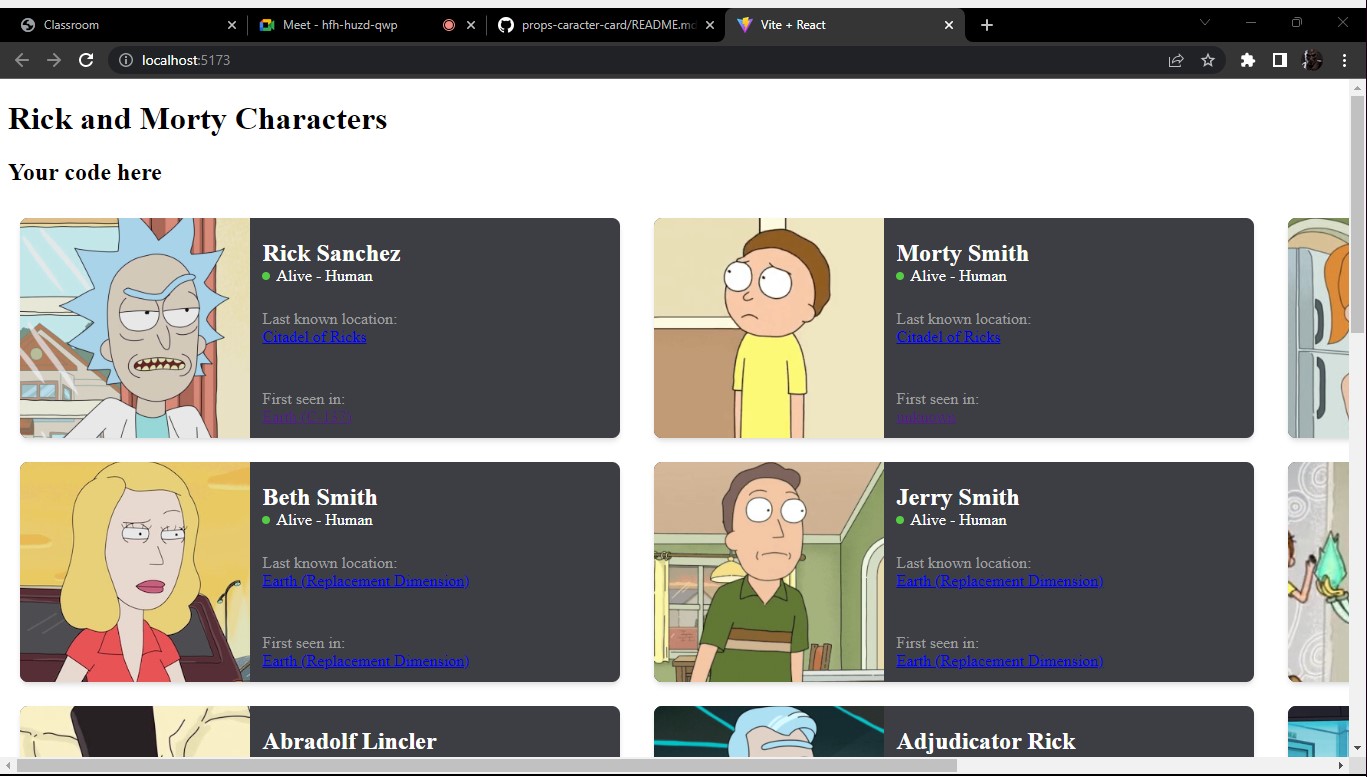 Classroom
Meet - hfh-huzd-qwp
props-caracter-card/README.md
Vite + React
localhost:5173
Rick and Morty Characters
Your code here
Rick Sanchez
Alive - Human
Last known location:
Citadel of Ricks
First seen in:
Earth (C-137)
Morty Smith
Alive - Human
Last known location:
Citadel of Ricks
First seen in:
unknown
Beth Smith
Alive - Human
Last known location:
Earth (Replacement Dimension)
First seen in:
Earth (Replacement Dimension)
Jerry Smith
Alive - Human
Last known location:
Earth (Replacement Dimension)
First seen in:
Earth (Replacement Dimension)
Abradolf Lincler
Adjudicator Rick